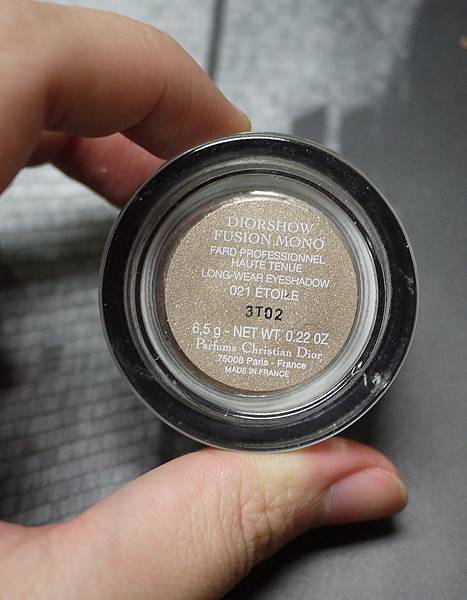 DIORSHOW
FUSION MONO
FARD PROFESSIONNEL
HAUTE TENUE
LONG-WEAR EYESHADOW
021 ÉTOILE
3T02
6,5 g - NET WT. 0.22 OZ
Parfums Christian Dior
75008 Paris - France
MADE IN FRANCE